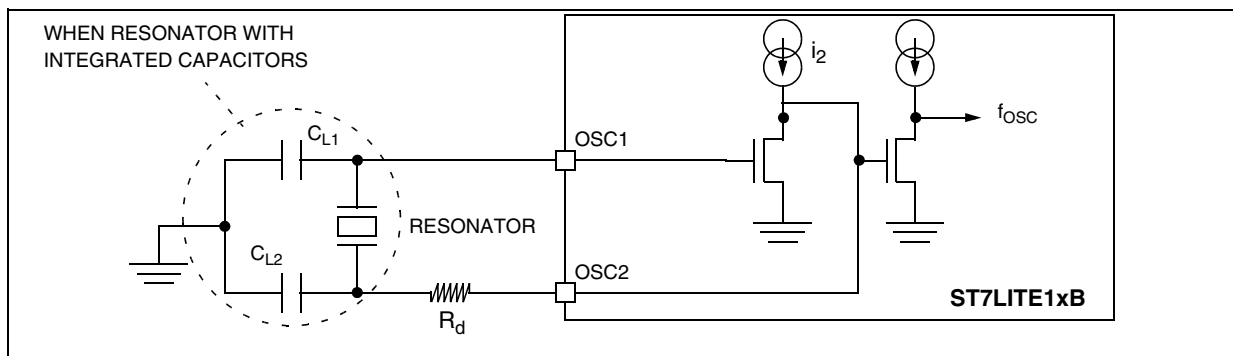 WHEN RESONATOR WITH
INTEGRATED CAPACITORS
CL1
OSC1
i2
fOSC
RESONATOR
CL2
OSC2
Rd
ST7LITE1xB